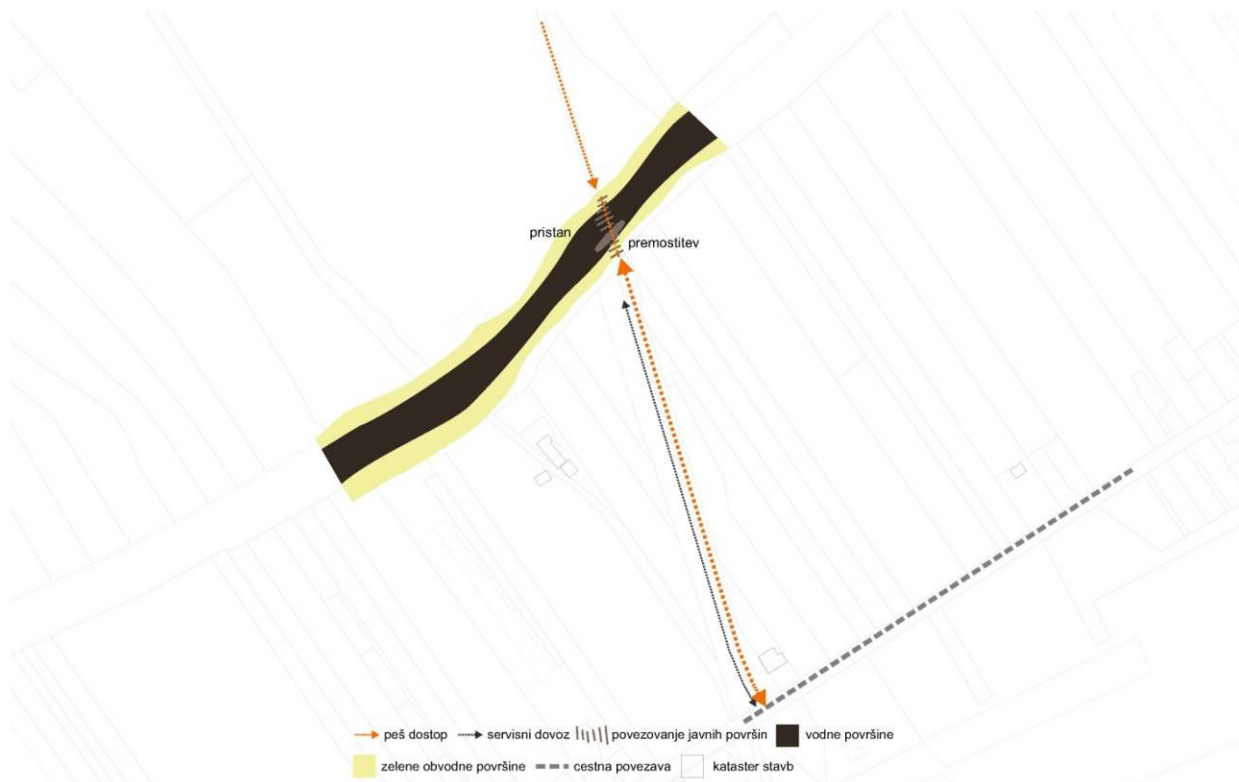 pristan
premostitev
peš dostop servisni dovoz povezovanje javnih površin vodne površine
zelene obvodne površine cestna povezava kataster stavb